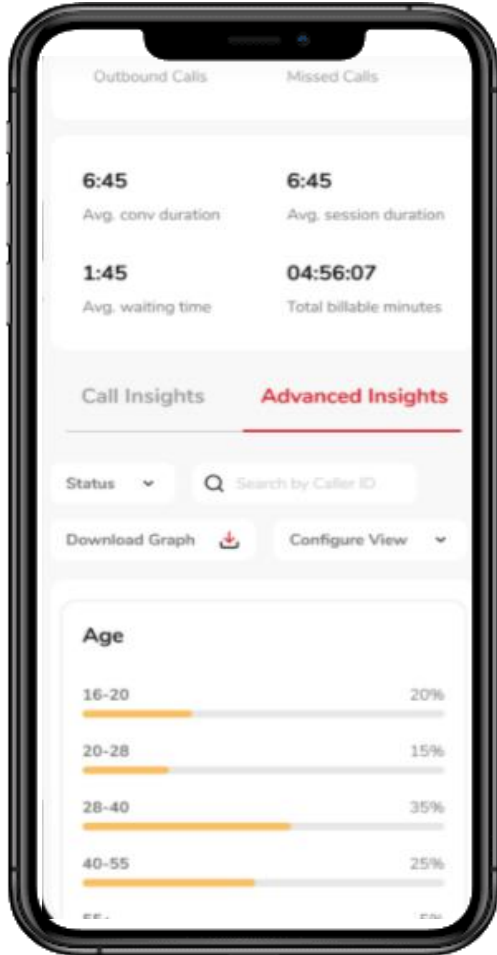 Outbound Calls Missed Calls
6:45 6:45
Avg. conv duration Avg. session duration
1:45 04:56:07
Avg. waiting time Total billable minutes
Call Insights Advanced Insights
Status Search by Caller ID
Download Graph Configure View
Age
16-20 20%
20-28 15%
28-40 35%
40-55 25%